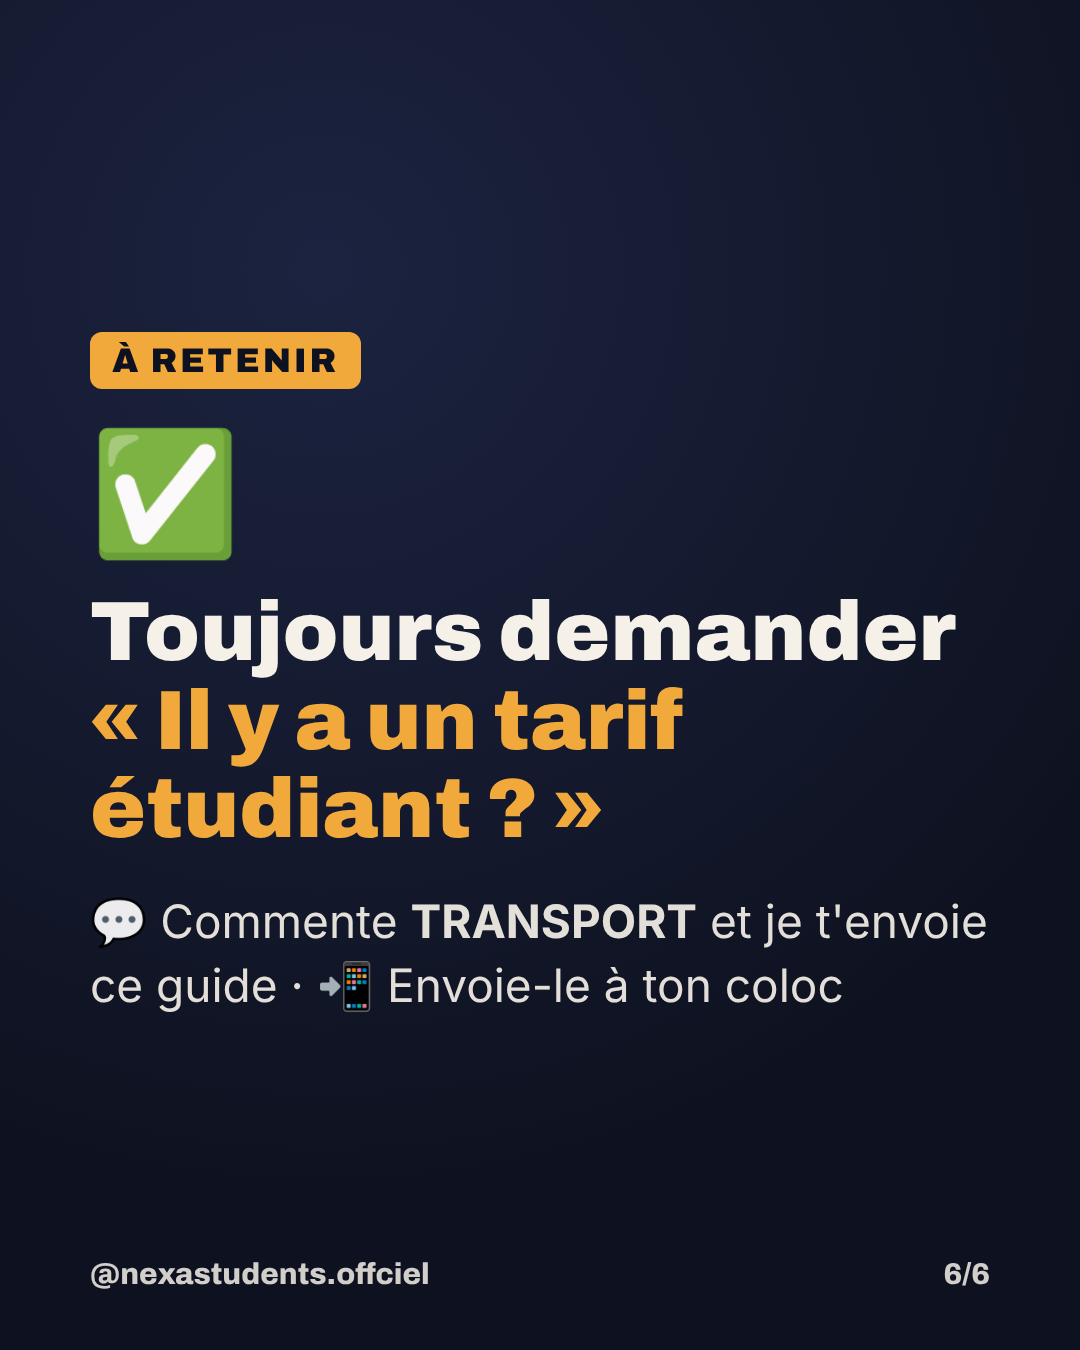 À RETENIR
✅
Toujours demander
« Il y a un tarif
étudiant ? »
💬 Commente TRANSPORT et je t'envoie
ce guide · 📲 Envoie-le à ton coloc
@nexastudents.offciel
6/6